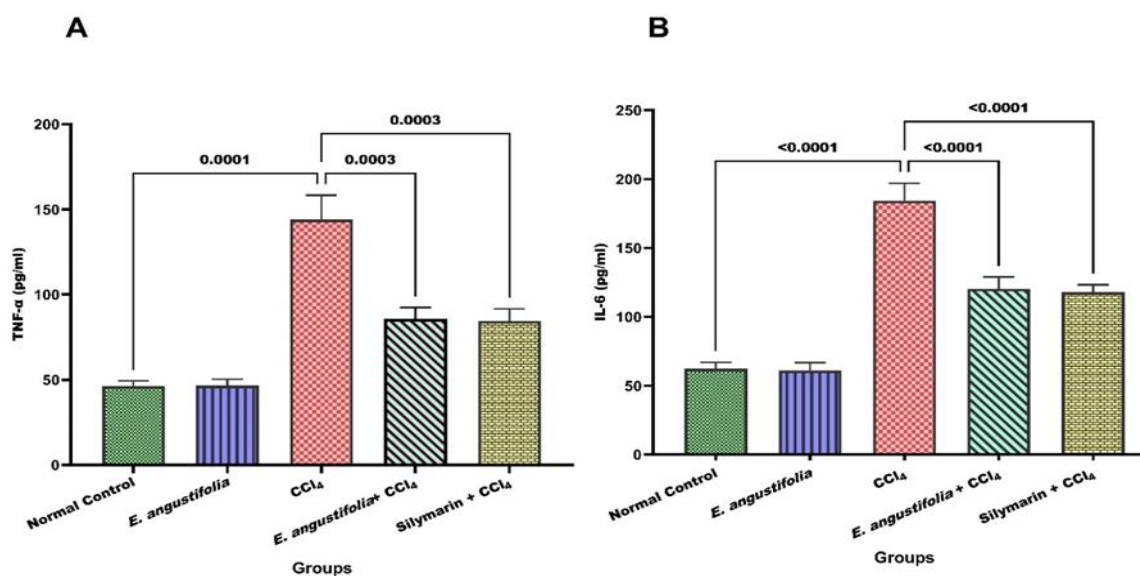 A
200
150
100
50
0
TNF-α (pg/ml)
0.0003
0.0001
0.0003
Normal Control
E. angustifolia
CCl₄
E. angustifolia+ CCl₄
Silymarin + CCl₄
Groups
B
250
200
150
100
50
0
IL-6 (pg/ml)
<0.0001
<0.0001
<0.0001
Normal Control
E. angustifolia
CCl₄
E. angustifolia + CCl₄
Silymarin + CCl₄
Groups